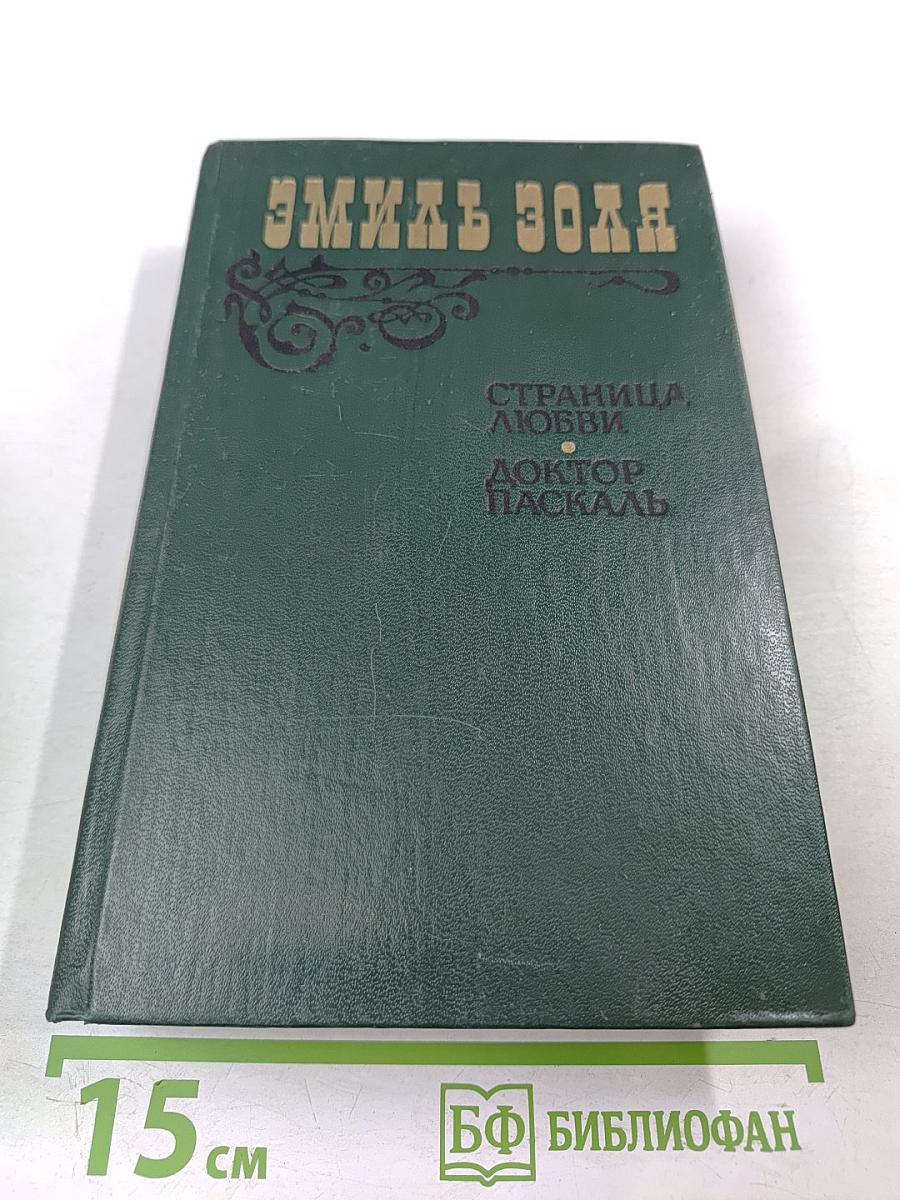 ЭМИЛЬ ЗОЛЯ
СТРАНИЦА
ЛЮБВИ
ДОКТОР
ПАСКАЛЬ
15 см
БФ БИБЛИОФАН